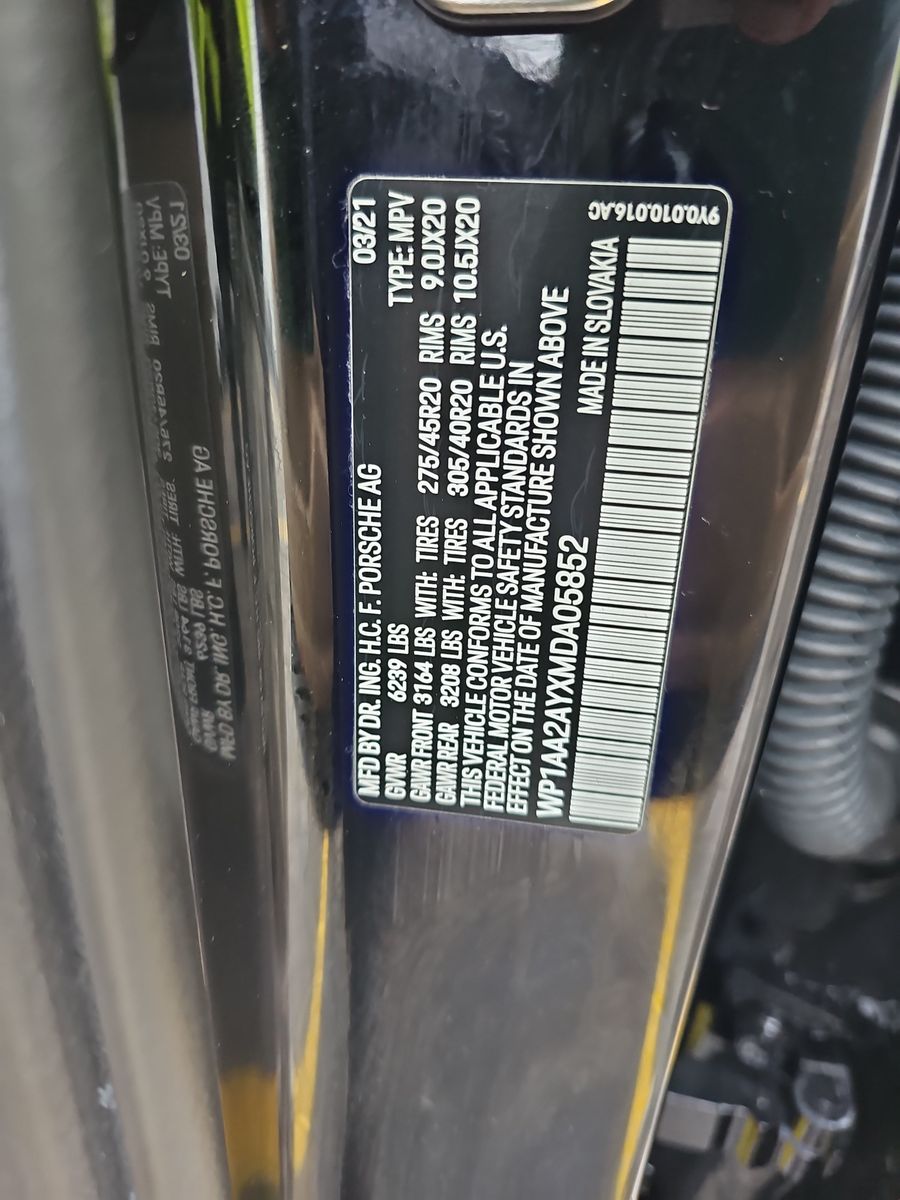 MFD BY DR. ING. H.C. F. PORSCHE AG 03/21
GVWR 6239 LBS TYPE: MPV
GAWR FRONT 3164 LBS WITH: TIRES 275/45R20 RIMS 9.0JX20
GAWR REAR 3208 LBS WITH: TIRES 305/40R20 RIMS 10.5JX20
THIS VEHICLE CONFORMS TO ALL APPLICABLE U.S.
FEDERAL MOTOR VEHICLE SAFETY STANDARDS IN
EFFECT ON THE DATE OF MANUFACTURE SHOWN ABOVE
WP1AA2AYXMDA05852
MADE IN SLOVAKIA
9Y0.010.016.AC